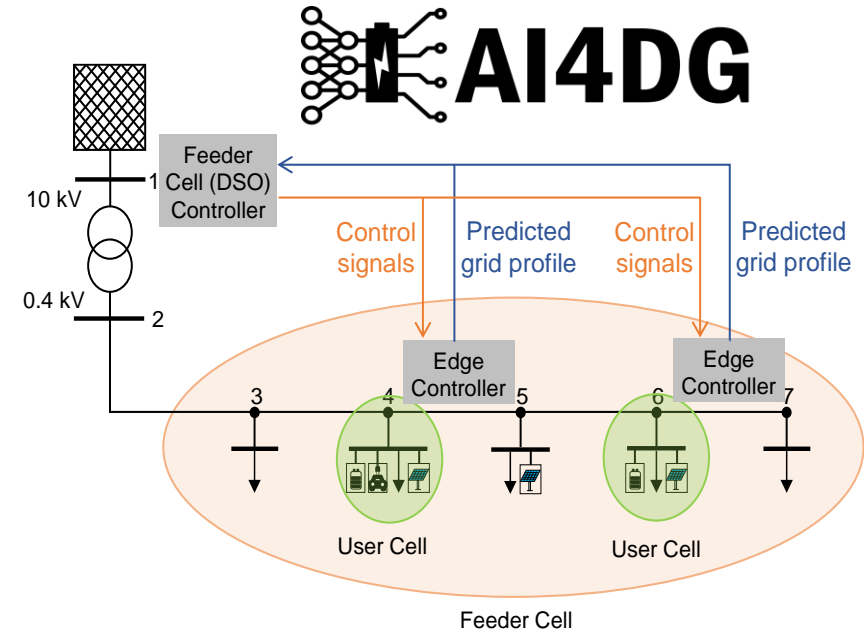 AI4DG
Feeder
Cell (DSO)
Controller
1
10 kV
0.4 kV
2
Control
signals
Predicted
grid profile
Control
signals
Predicted
grid profile
Edge
Controller
Edge
Controller
3
4
5
6
7
User Cell
User Cell
Feeder Cell